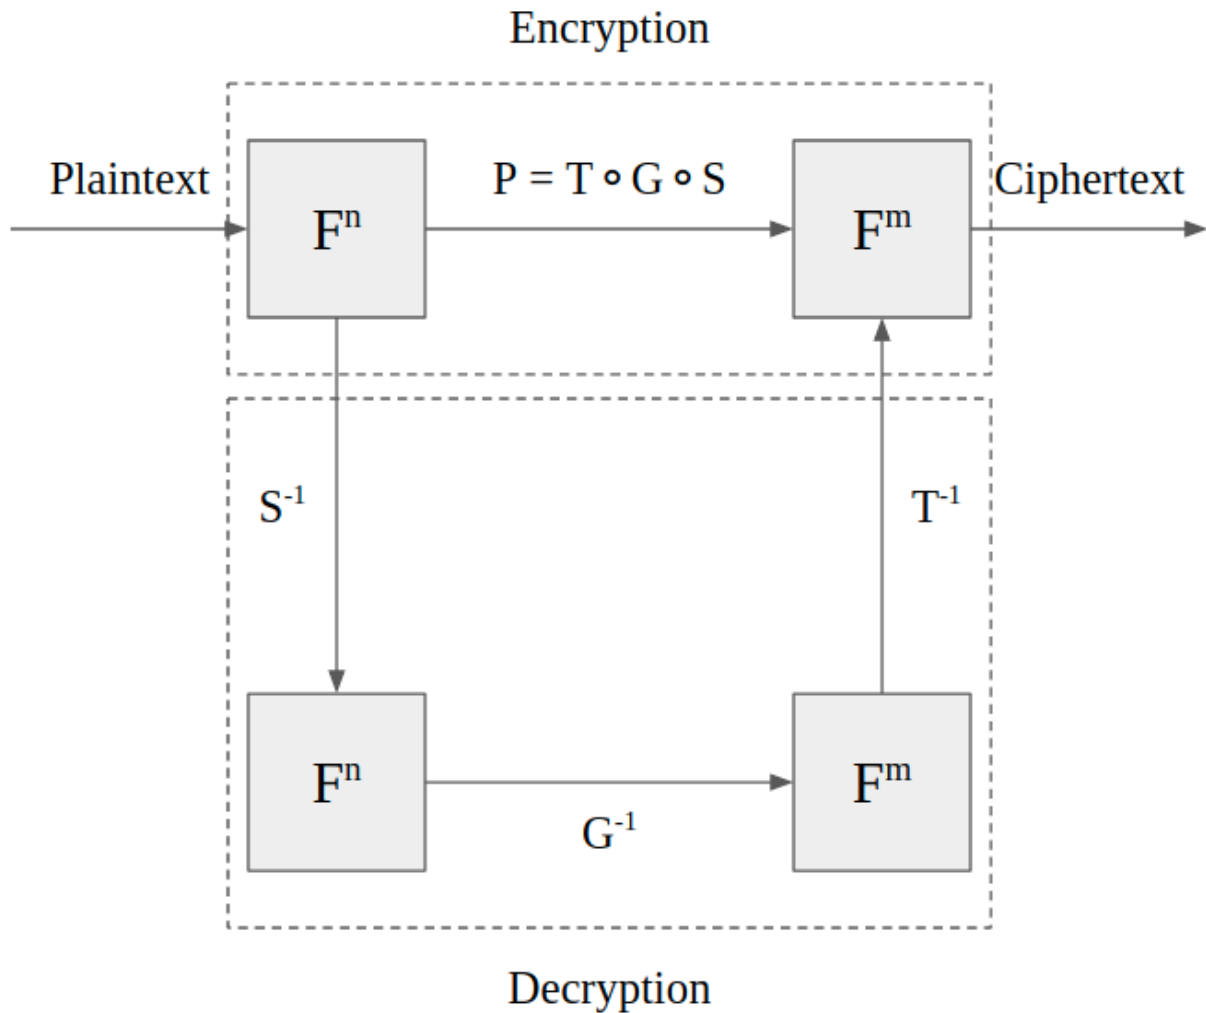 Encryption
Plaintext
P = T∘G∘S
Ciphertext
Fⁿ
Fᵐ
S⁻¹
T⁻¹
Fⁿ
Fᵐ
G⁻¹
Decryption